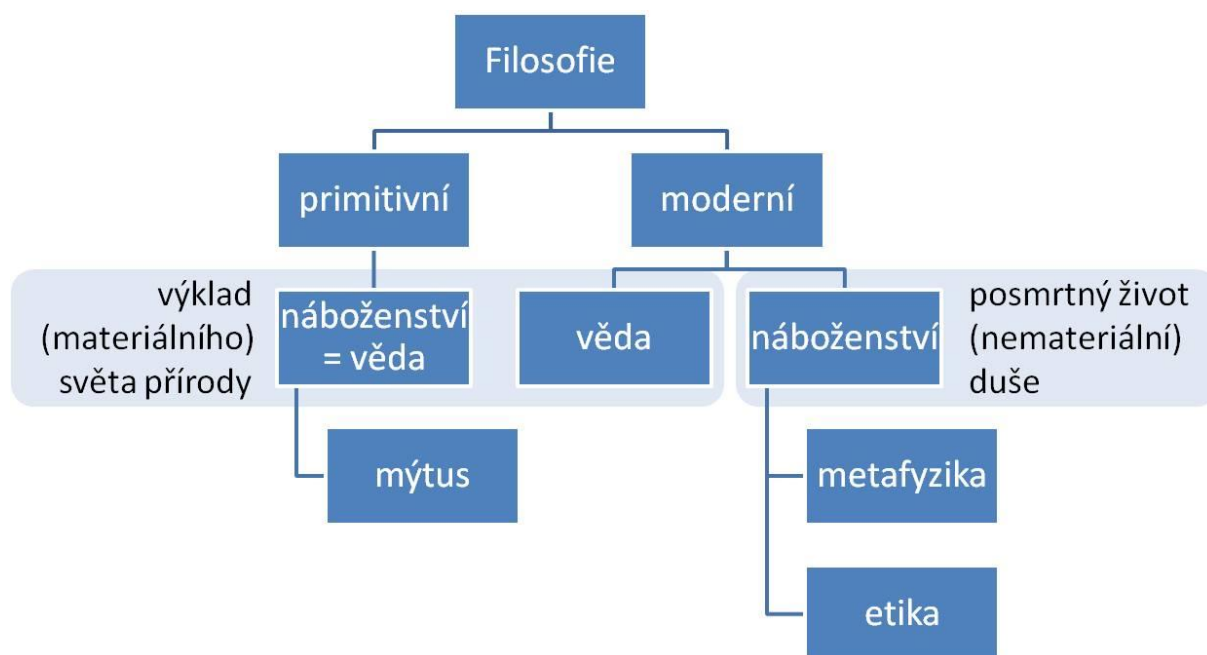 Filosofie
primitivní
moderní
výklad
(materiálního)
světa přírody
náboženství
= věda
věda
náboženství
posmrtný život
(nemateriální)
duše
mýtus
metafyzika
etika